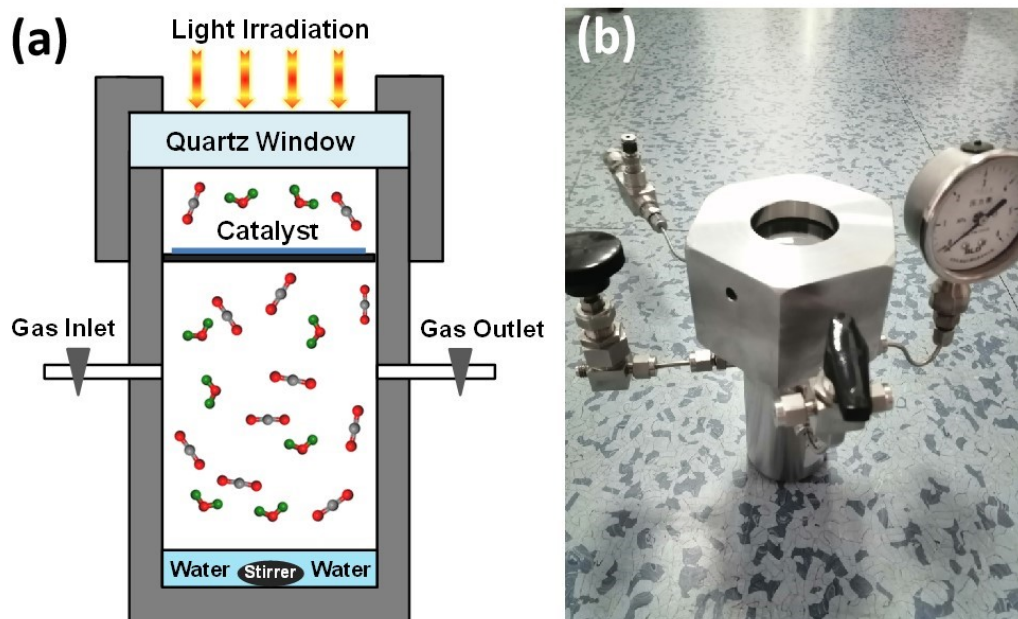 (a)
Light Irradiation
Quartz Window
Catalyst
Gas Inlet
Gas Outlet
Water
Stirrer
Water
(b)